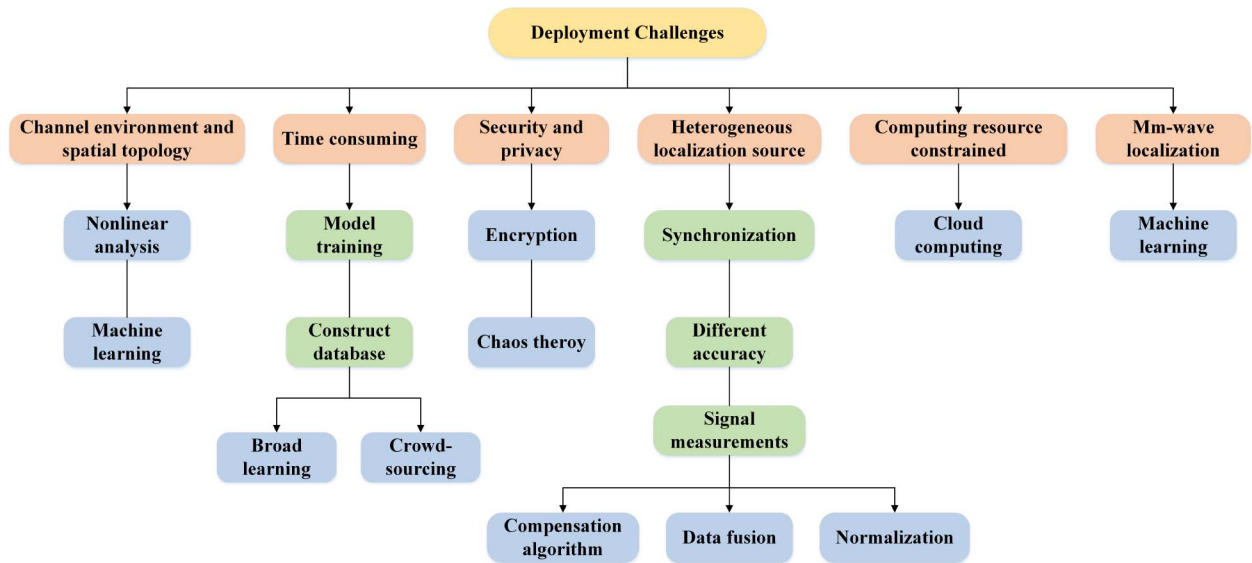 Deployment Challenges
Channel environment and
spatial topology
Time consuming
Security and
privacy
Heterogeneous
localization source
Computing resource
constrained
Mm-wave
localization
Nonlinear
analysis
Model
training
Encryption
Synchronization
Cloud
computing
Machine
learning
Machine
learning
Construct
database
Chaos theroy
Different
accuracy
Signal
measurements
Broad
learning
Crowd-
sourcing
Compensation
algorithm
Data fusion
Normalization